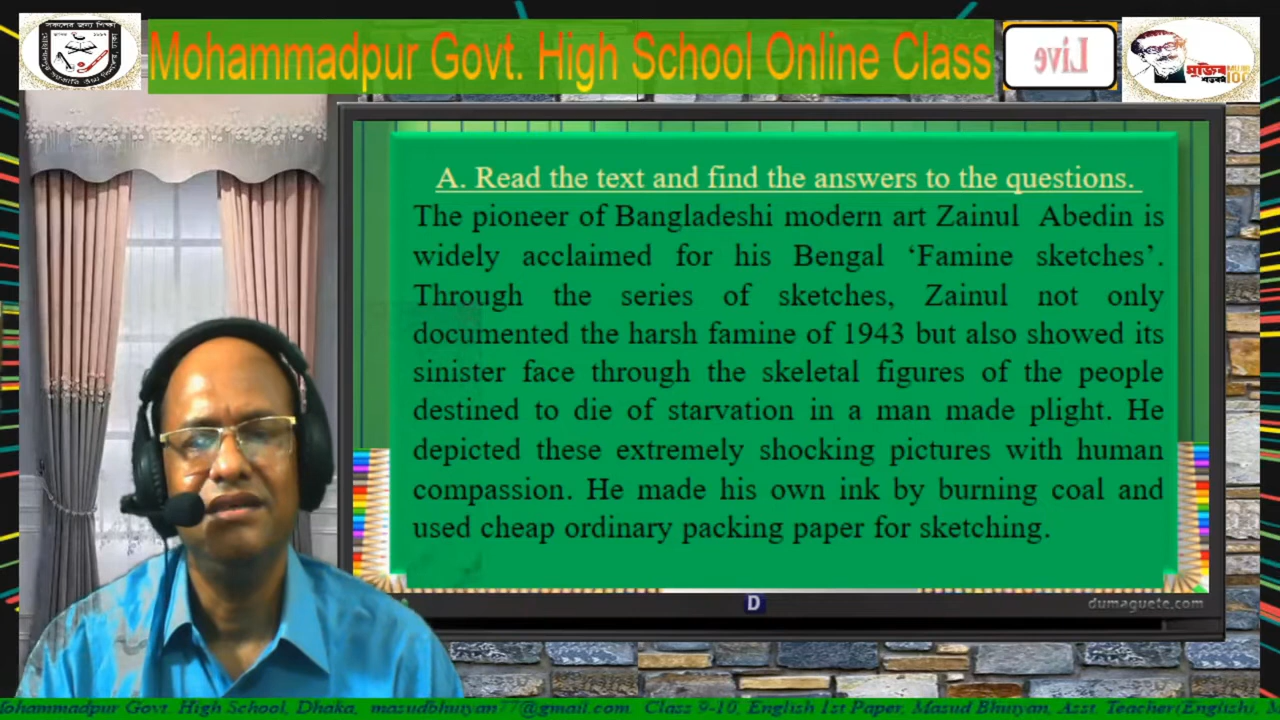 সকলের জন্য শিক্ষা
Mohammadpur Govt. High School Online Class
Live
মুজিব
শতবর্ষ
100
A. Read the text and find the answers to the questions.
The pioneer of Bangladeshi modern art Zainul Abedin is
widely acclaimed for his Bengal ‘Famine sketches’.
Through the series of sketches, Zainul not only
documented the harsh famine of 1943 but also showed its
sinister face through the skeletal figures of the people
destined to die of starvation in a man made plight. He
depicted these extremely shocking pictures with human
compassion. He made his own ink by burning coal and
used cheap ordinary packing paper for sketching.
D
dumaguete.com
Mohammadpur Govt. High School, Dhaka, masudbhuiyan77@gmail.com, Class 9-10, English 1st Paper, Masud Bhuiyan, Asst. Teacher(English), M